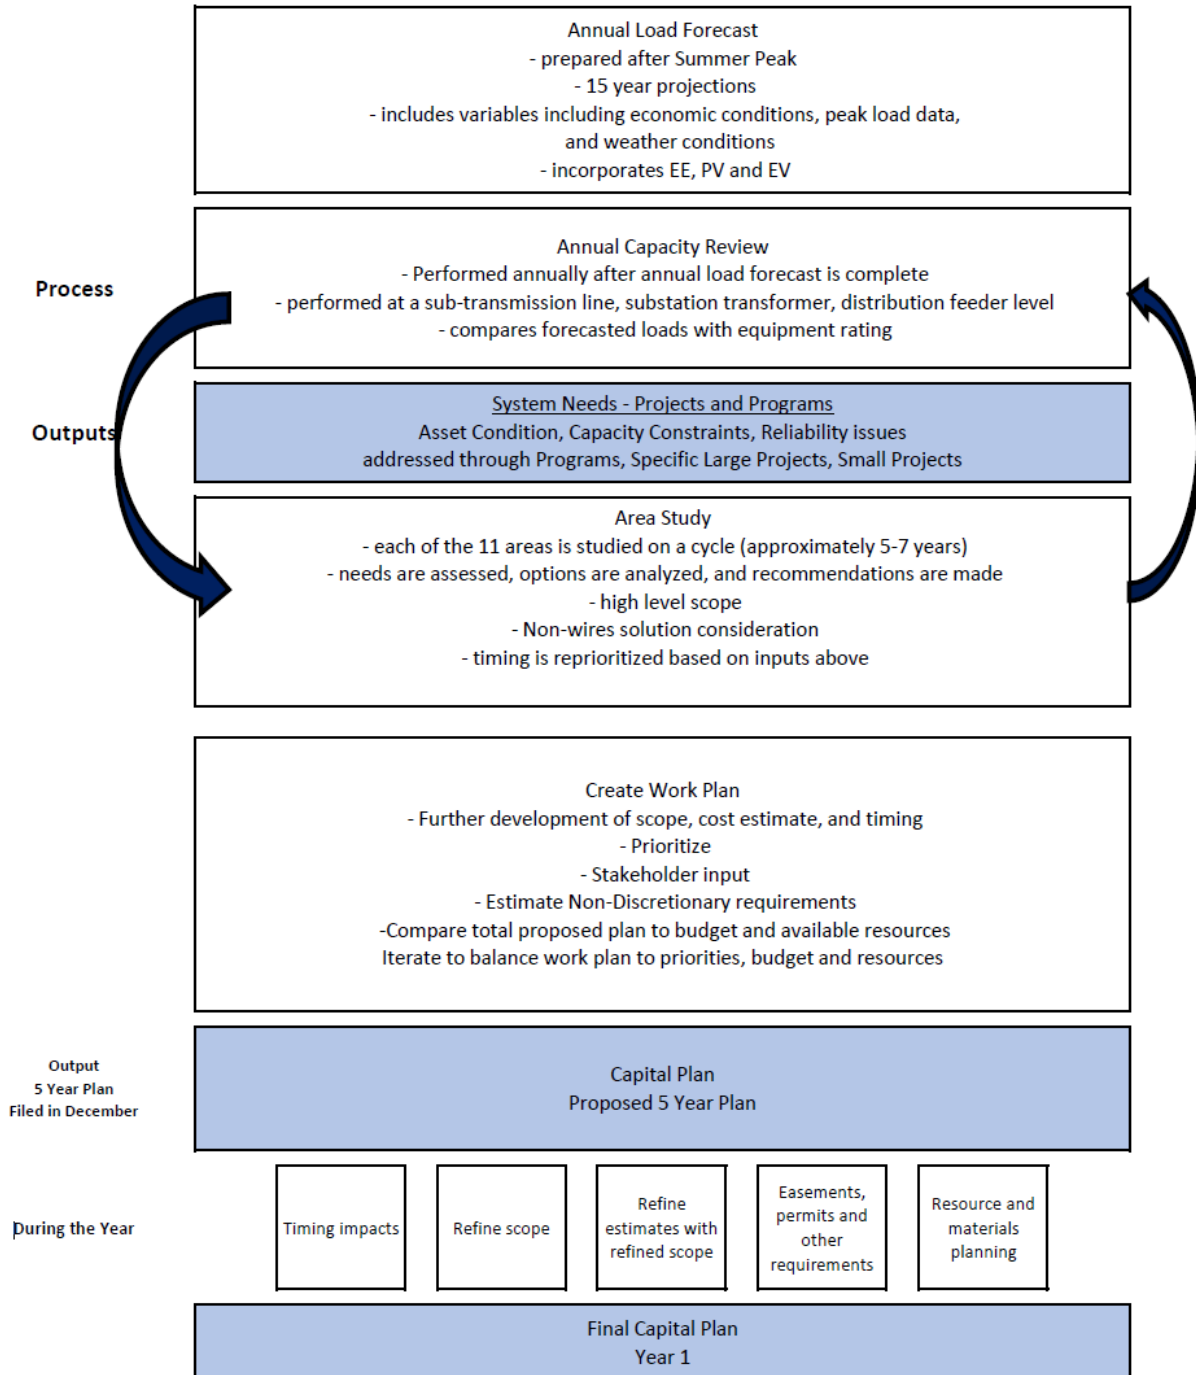 Annual Load Forecast
- prepared after Summer Peak
- 15 year projections
- includes variables including economic conditions, peak load data,
and weather conditions
- incorporates EE, PV and EV
Process
Annual Capacity Review
- Performed annually after annual load forecast is complete
- performed at a sub-transmission line, substation transformer, distribution feeder level
- compares forecasted loads with equipment rating
Outputs
System Needs - Projects and Programs
Asset Condition, Capacity Constraints, Reliability issues
addressed through Programs, Specific Large Projects, Small Projects
Area Study
- each of the 11 areas is studied on a cycle (approximately 5-7 years)
- needs are assessed, options are analyzed, and recommendations are made
- high level scope
- Non-wires solution consideration
- timing is reprioritized based on inputs above
Create Work Plan
- Further development of scope, cost estimate, and timing
- Prioritize
- Stakeholder input
- Estimate Non-Discretionary requirements
-Compare total proposed plan to budget and available resources
Iterate to balance work plan to priorities, budget and resources
Output
5 Year Plan
Filed in December
Capital Plan
Proposed 5 Year Plan
During the Year
Timing impacts
Refine scope
Refine
estimates with
refined scope
Easements,
permits and
other
requirements
Resource and
materials
planning
Final Capital Plan
Year 1